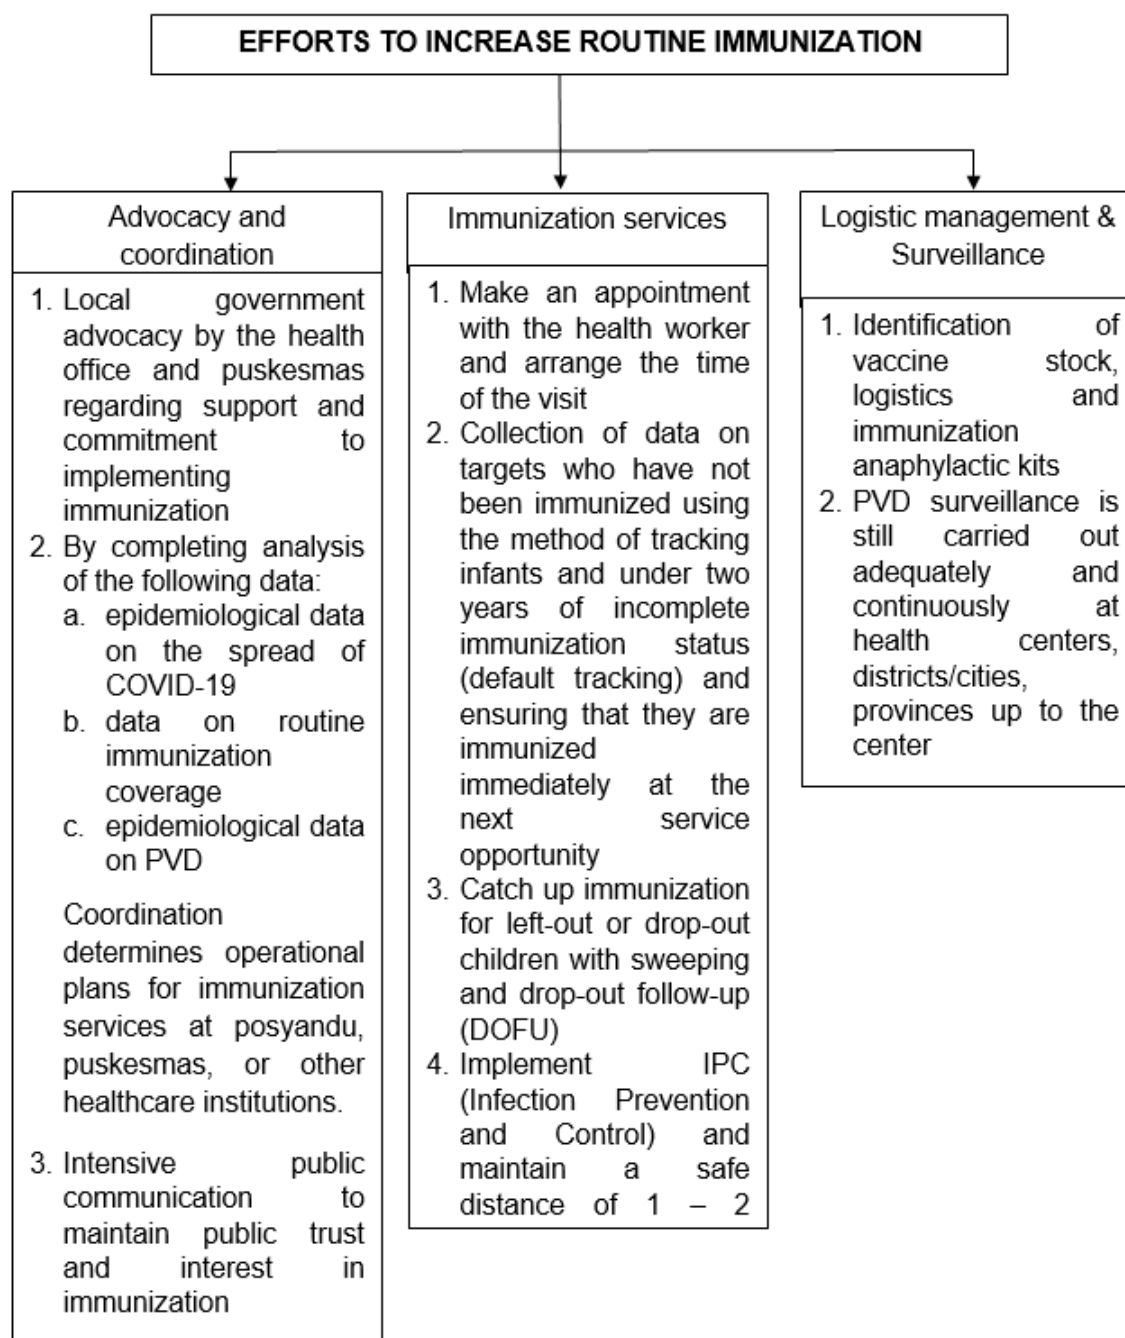 EFFORTS TO INCREASE ROUTINE IMMUNIZATION
Advocacy and
coordination
1. Local government
advocacy by the health
office and puskesmas
regarding support and
commitment to
implementing
immunization
2. By completing analysis
of the following data:
a. epidemiological data
on the spread of
COVID-19
b. data on routine
immunization
coverage
c. epidemiological data
on PVD
Coordination
determines operational
plans for immunization
services at posyandu,
puskesmas, or other
healthcare institutions.
3. Intensive public
communication to
maintain public trust
and interest in
immunization
Immunization services
1. Make an appointment
with the health worker
and arrange the time
of the visit
2. Collection of data on
targets who have not
been immunized using
the method of tracking
infants and under two
years of incomplete
immunization status
(default tracking) and
ensuring that they are
immunized
immediately at the
next service
opportunity
3. Catch up immunization
for left-out or drop-out
children with sweeping
and drop-out follow-up
(DOFU)
4. Implement IPC
(Infection Prevention
and Control) and
maintain a safe
distance of 1 – 2
Logistic management &
Surveillance
1. Identification of
vaccine stock,
logistics and
immunization
anaphylactic kits
2. PVD surveillance is
still carried out
adequately and
continuously at
health centers,
districts/cities,
provinces up to the
center